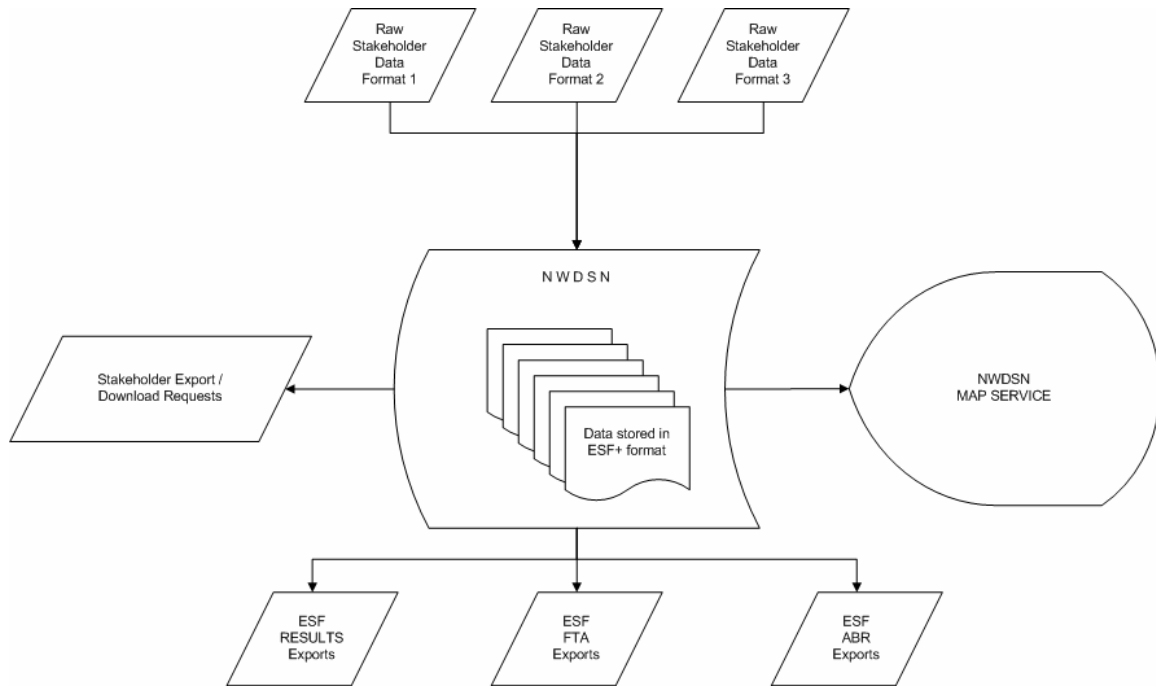 Raw
Stakeholder
Data
Format 1
Raw
Stakeholder
Data
Format 2
Raw
Stakeholder
Data
Format 3
N W D S N
Data stored in
ESF+ format
Stakeholder Export /
Download Requests
NWDSN
MAP SERVICE
ESF
RESULTS
Exports
ESF
FTA
Exports
ESF
ABR
Exports